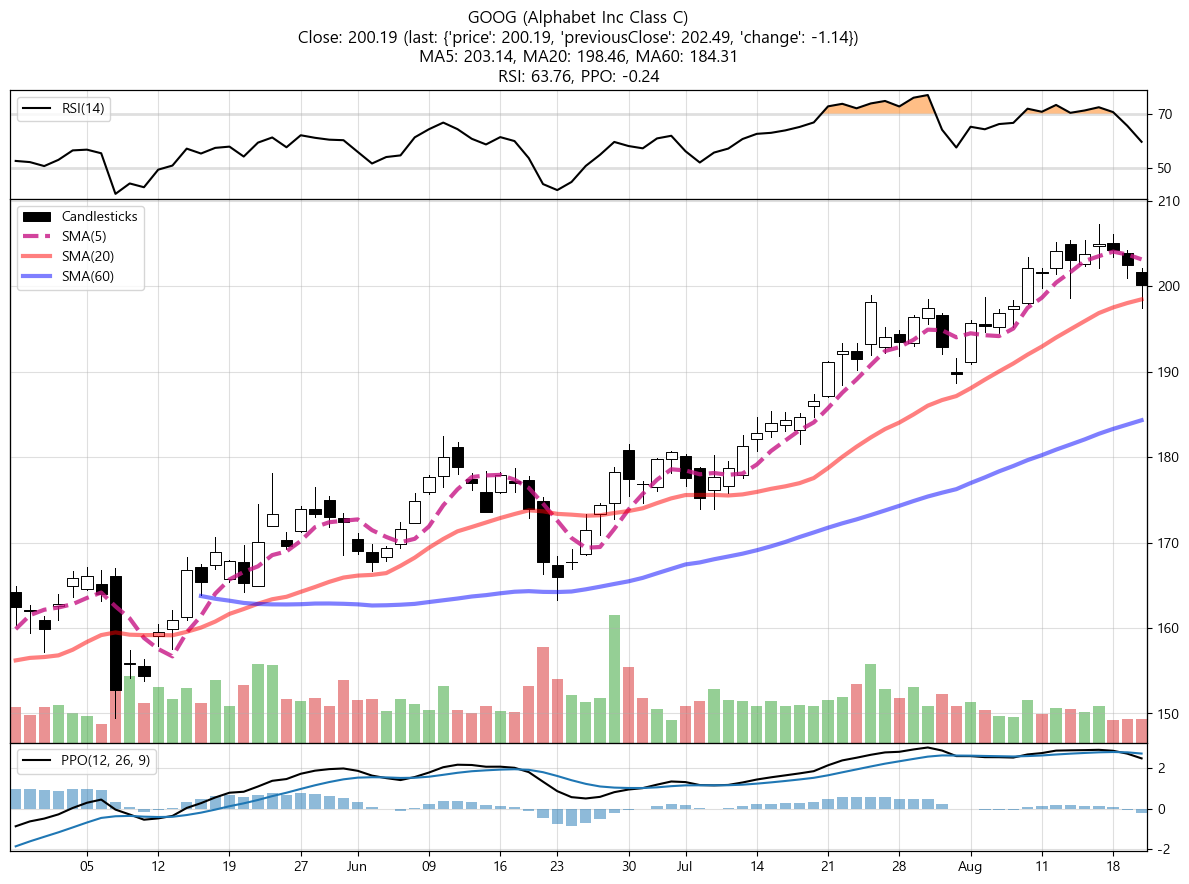 GOOG (Alphabet Inc Class C)
Close: 200.19 (last: {'price': 200.19, 'previousClose': 202.49, 'change': -1.14})
MA5: 203.14, MA20: 198.46, MA60: 184.31
RSI: 63.76, PPO: -0.24
RSI(14)
70
50
Candlesticks
SMA(5)
SMA(20)
SMA(60)
210
200
190
180
170
160
150
PPO(12, 26, 9)
2
0
-2
05 12 19 27 Jun 09 16 23 30 Jul 14 21 28 Aug 11 18